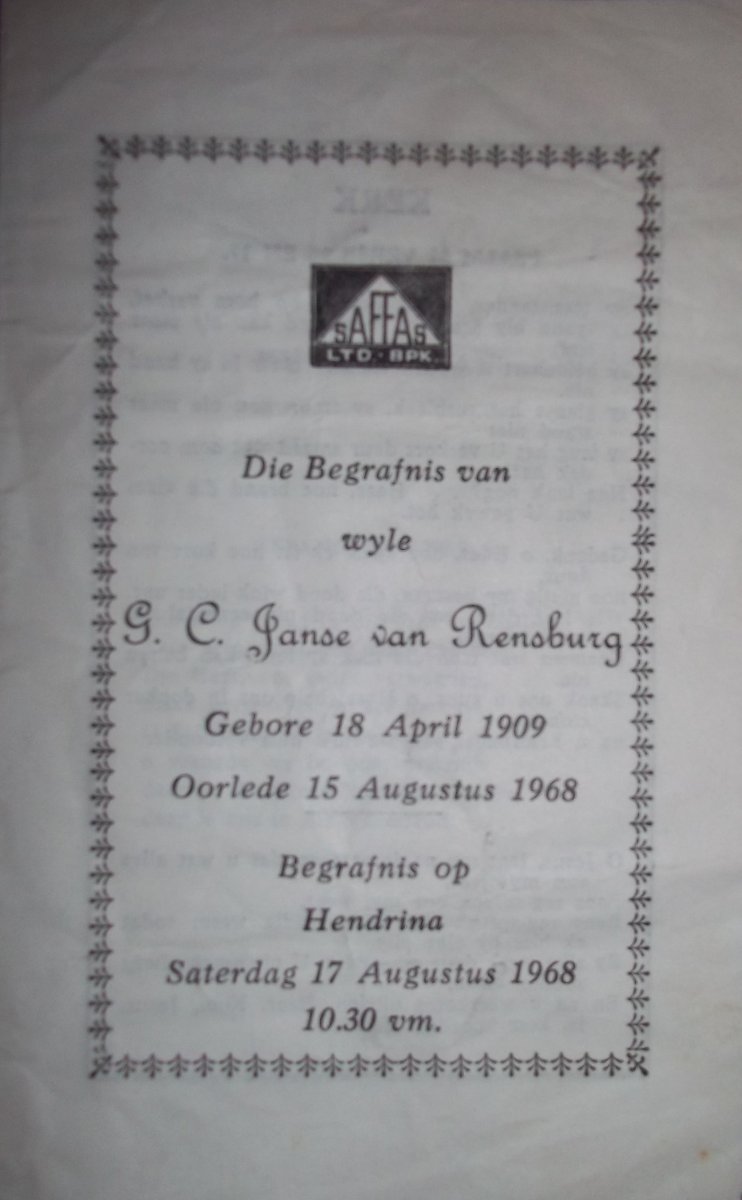 SAFFAS
LTD. BPK.
Die Begrafnis van
wyle
G. C. Janse van Rensburg
Gebore 18 April 1909
Oorlede 15 Augustus 1968
Begrafnis op
Hendrina
Saterdag 17 Augustus 1968
10.30 vm.